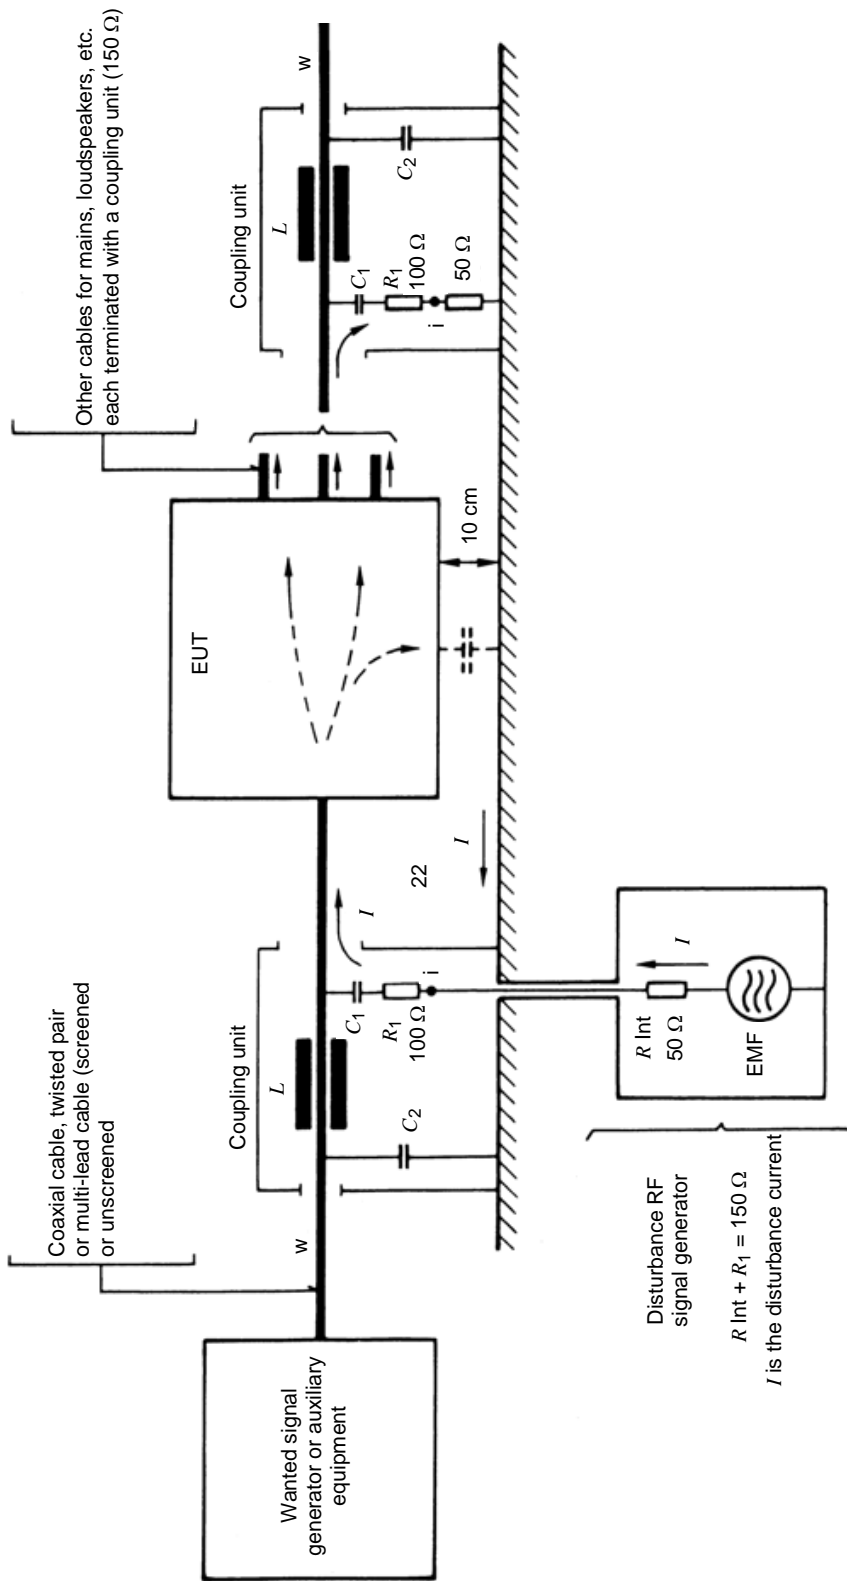 Coaxial cable, twisted pair
or multi-lead cable (screened
or unscreened
Other cables for mains, loudspeakers, etc.
each terminated with a coupling unit (150 Ω)
Wanted signal
generator or auxiliary
equipment
w
Coupling unit
L
C2
C1
R1
100 Ω
i
I
22
I
EUT
10 cm
Coupling unit
L
C1
R1
100 Ω
i
50 Ω
C2
w
Disturbance RF
signal generator
R Int + R1 = 150 Ω
I is the disturbance current
R Int
50 Ω
EMF
I